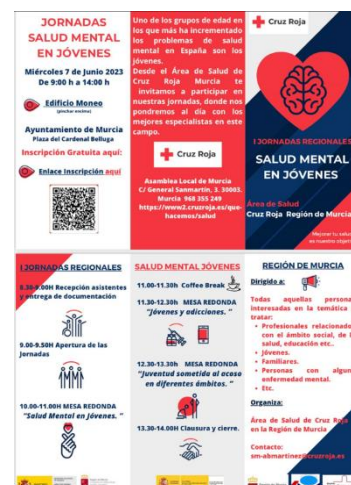 JORNADAS
SALUD MENTAL
EN JÓVENES
Miércoles 7 de Junio 2023
De 9:00 h a 14:00 h
Edificio Moneo
(pinchar encima)
Ayuntamiento de Murcia
Plaza del Cardenal Belluga
Inscripción Gratuita aquí:
Enlace Inscripción aquí
Uno de los grupos de edad en
los que más ha incrementado
los problemas de salud
mental en España son los
jóvenes.
Desde el Área de Salud de
Cruz Roja Murcia te
invitamos a participar en
nuestras jornadas, donde nos
pondremos al día con los
mejores especialistas en este
campo.
Cruz Roja
Asamblea Local de Murcia
C/ General Sanmartín, 3. 30003.
Murcia 968 355 249
https://www2.cruzroja.es/que-
hacemos/salud
Cruz Roja
I JORNADAS REGIONALES
SALUD MENTAL
EN JÓVENES
Área de Salud
Cruz Roja Región de Murcia
Mejorar tu salud
es nuestro objeti
I JORNADAS REGIONALES
8.30-9.00H Recepción asistentes
y entrega de documentación
9.00-9.50H Apertura de las
Jornadas
10.00-11.00H MESA REDONDA
"Salud Mental en Jóvenes. "
SALUD MENTAL JÓVENES
11.00-11.30h Coffee Break
11.30-12.30h MESA REDONDA
"Jóvenes y adicciones. "
12.30-13.30h MESA REDONDA
"Juventud sometida al acoso
en diferentes ámbitos. "
13.30-14.00H Clausura y cierre.
REGIÓN DE MURCIA
Dirigido a:
Todas aquellas persona
interesadas en la temática a
tratar:
Profesionales relacionado
con el ámbito social, de l
salud, educación etc..
Jóvenes.
Familiares.
Personas con algun
enfermedad mental.
Etc.
Organiza:
Área de Salud de Cruz Roja
en la Región de Murcia
Contacto:
sm-abmartinez@cruzroja.es